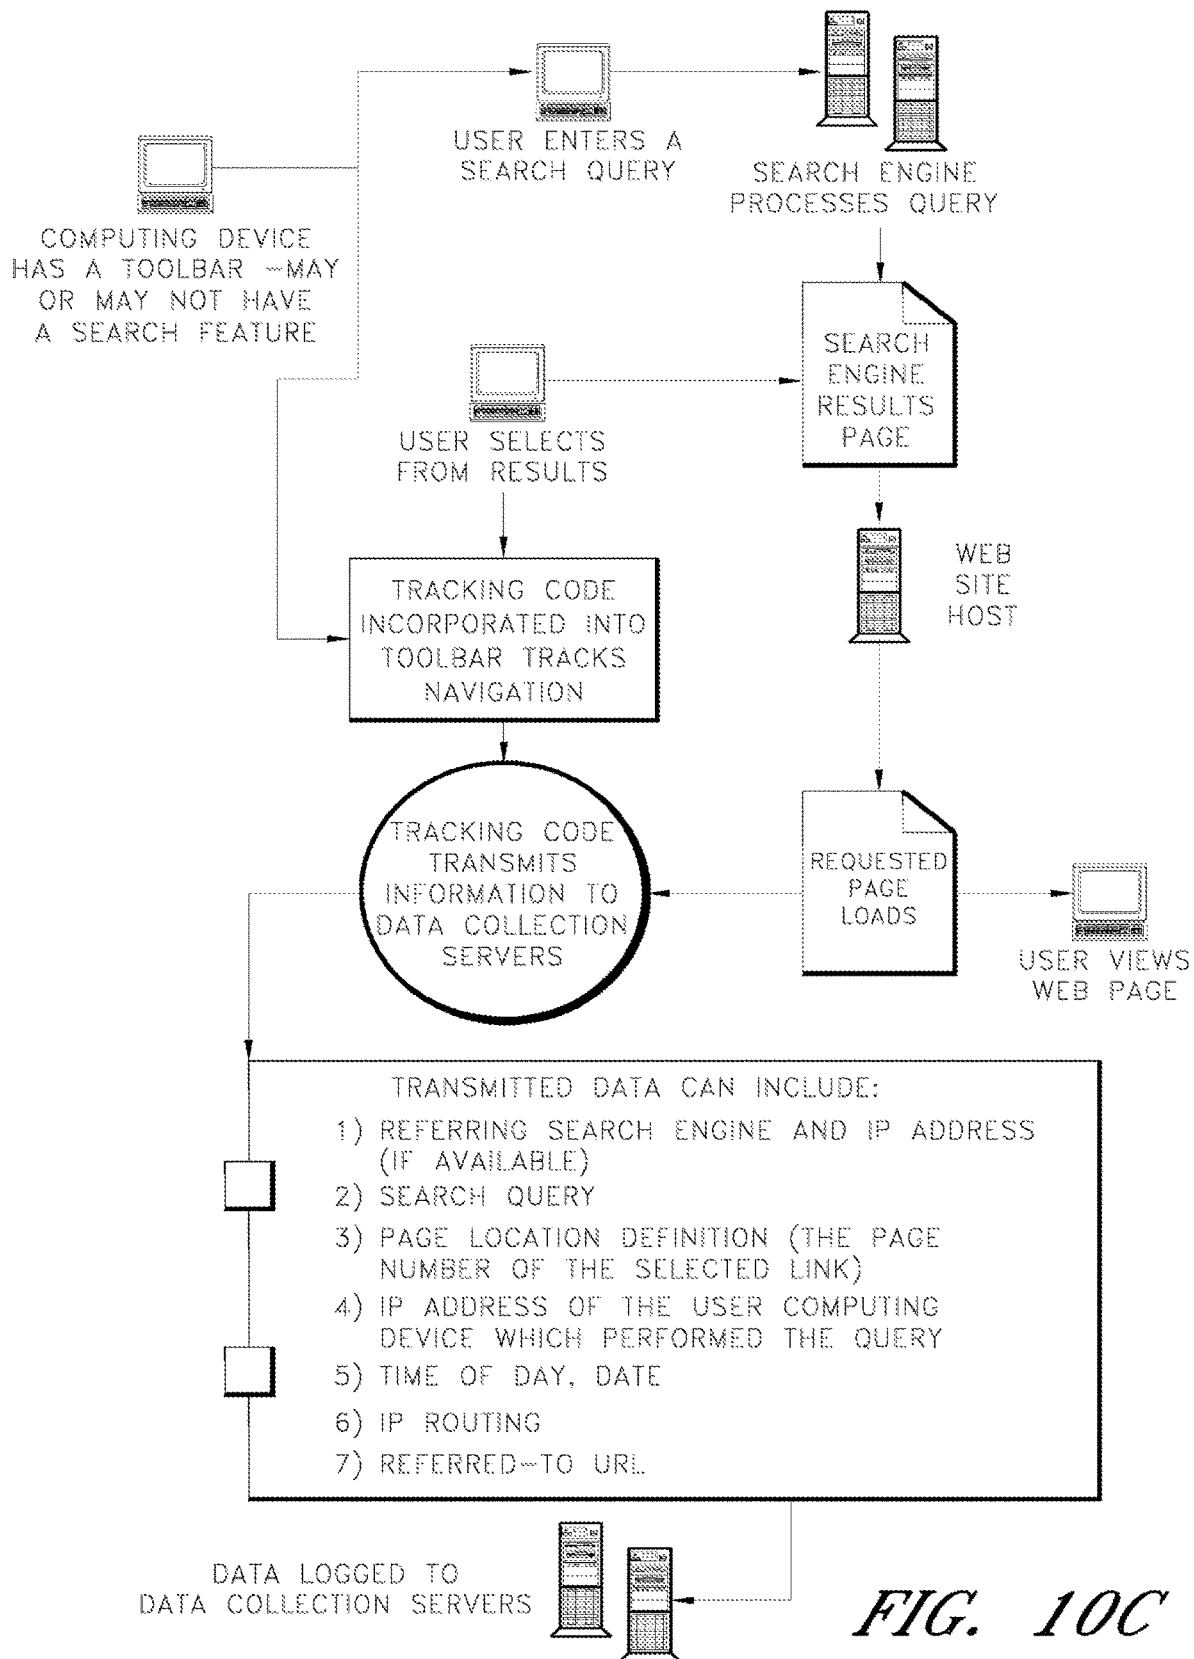 USER ENTERS A
SEARCH QUERY
SEARCH ENGINE
PROCESSES QUERY
COMPUTING DEVICE
HAS A TOOLBAR -MAY
OR MAY NOT HAVE
A SEARCH FEATURE
SEARCH
ENGINE
RESULTS
PAGE
USER SELECTS
FROM RESULTS
WEB
SITE
HOST
TRACKING CODE
INCORPORATED INTO
TOOLBAR TRACKS
NAVIGATION
TRACKING CODE
TRANSMITS
INFORMATION TO
DATA COLLECTION
SERVERS
REQUESTED
PAGE
LOADS
USER VIEWS
WEB PAGE
TRANSMITTED DATA CAN INCLUDE:
1) REFERRING SEARCH ENGINE AND IP ADDRESS
(IF AVAILABLE)
2) SEARCH QUERY
3) PAGE LOCATION DEFINITION (THE PAGE
NUMBER OF THE SELECTED LINK)
4) IP ADDRESS OF THE USER COMPUTING
DEVICE WHICH PERFORMED THE QUERY
5) TIME OF DAY, DATE
6) IP ROUTING
7) REFERRED-TO URL
DATA LOGGED TO
DATA COLLECTION SERVERS
FIG. 10C